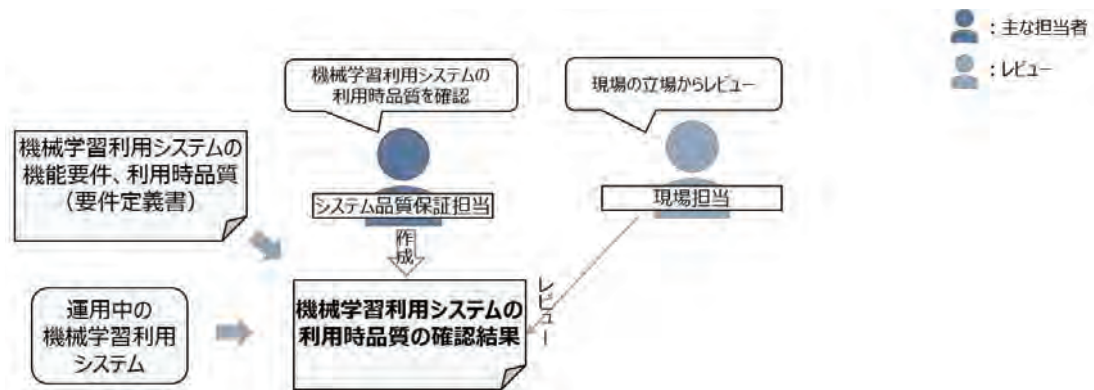 ：主な担当者
：レビュー
機械学習利用システムの
利用時品質を確認
現場の立場からレビュー
機械学習利用システムの
機能要件、利用時品質
（要件定義書）
システム品質保証担当
現場担当
作成
レビュー
運用中の
機械学習利用
システム
機械学習利用システムの
利用時品質の確認結果